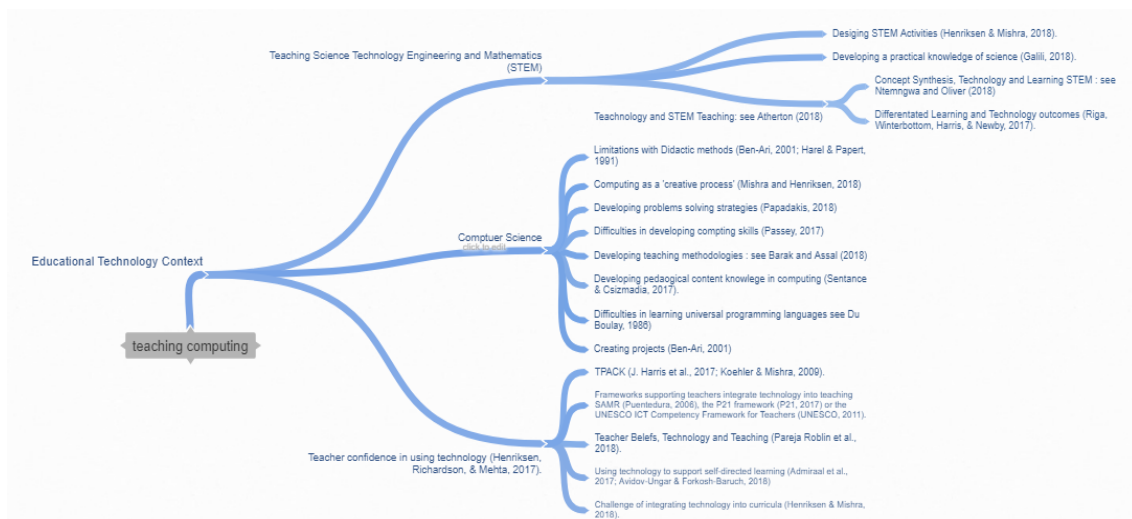 Teaching Science Technology Engineering and Mathematics
(STEM)
Desiging STEM Activities (Henriksen & Mishra, 2018).
Developing a practical knowledge of science (Galili, 2018).
Teachnology and STEM Teaching: see Atherton (2018)
Concept Synthesis, Technology and Learning STEM : see
Ntemngwa and Oliver (2018)
Differentated Learning and Technology outcomes (Riga,
Winterbottom, Harris, & Newby, 2017).
Educational Technology Context
teaching computing
Comptuer Science
click to edit
Limitations with Didactic methods (Ben-Ari, 2001; Harel & Papert,
1991)
Computing as a 'creative process' (Mishra and Henriksen, 2018)
Developing problems solving strategies (Papadakis, 2018)
Difficulties in developing compting skills (Passey, 2017)
Developing teaching methodologies : see Barak and Assal (2018)
Developing pedaological content knowlege in computing (Sentance
& Csizmadia, 2017).
Difficulties in learning universal programming languages see Du
Boulay, 1986)
Creating projects (Ben-Ari, 2001)
Teacher confidence in using technology (Henriksen,
Richardson, & Mehta, 2017).
TPACK (J. Harris et al., 2017; Koehler & Mishra, 2009).
Frameworks supporting teachers integrate technology into teaching
SAMR (Puentedura, 2006), the P21 framework (P21, 2017) or the
UNESCO ICT Competency Framework for Teachers (UNESCO, 2011).
Teacher Belefs, Technology and Teaching (Pareja Roblin et al.,
2018).
Using technology to support self-directed learning (Admiraal et al.,
2017; Avidov-Ungar & Forkosh-Baruch, 2018)
Challenge of integrating technology into curricula (Henriksen & Mishra,
2018).